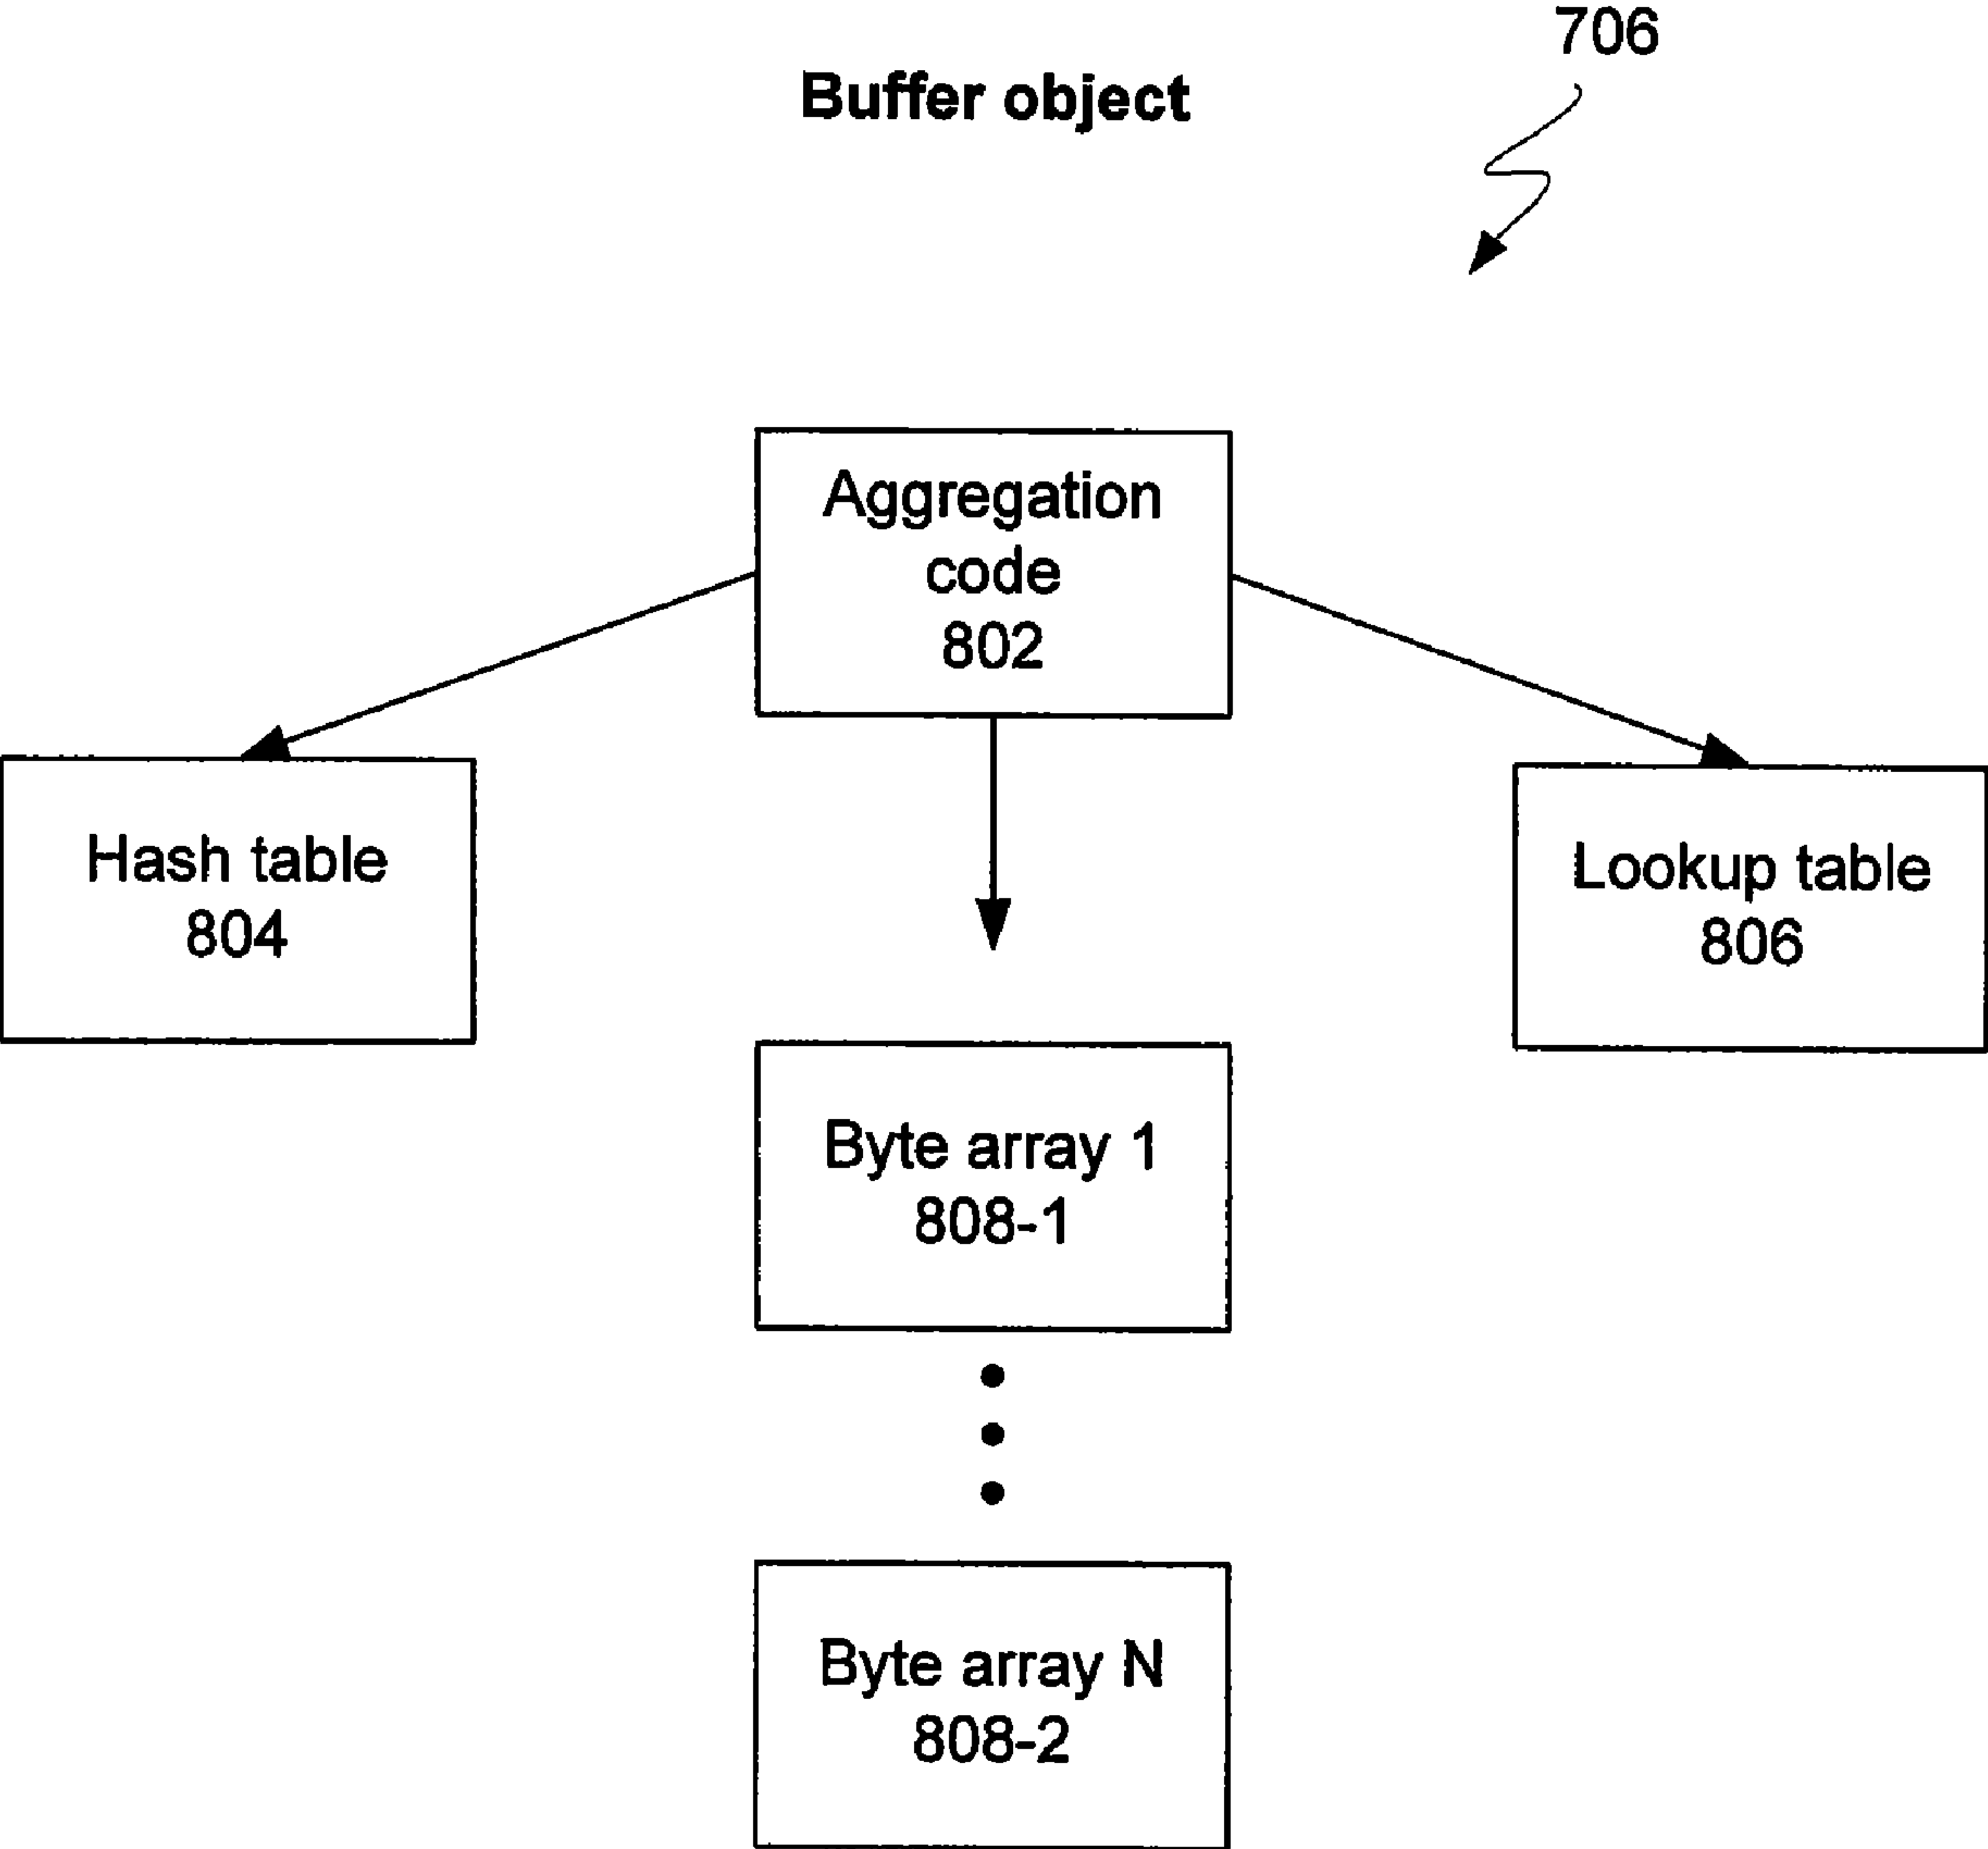 706
Buffer object
Aggregation
code
802
Hash table
804
Lookup table
806
Byte array 1
808-1
Byte array N
808-2